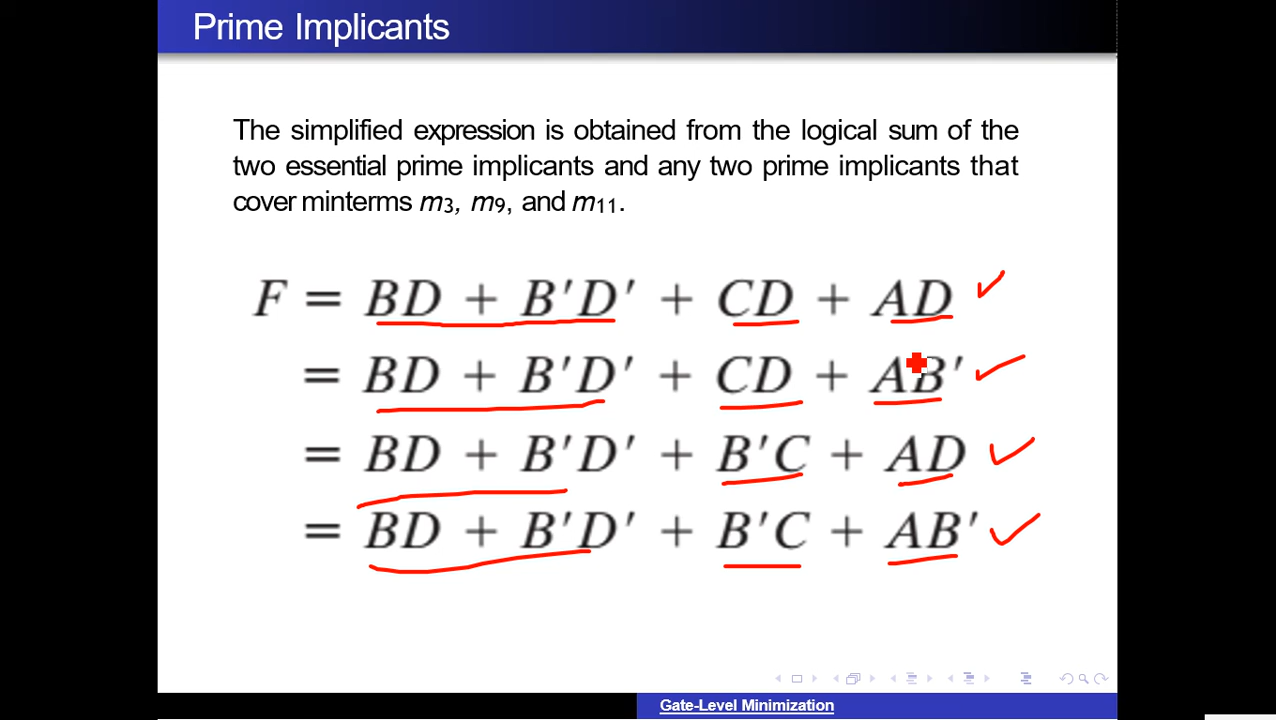 Prime Implicants
The simplified expression is obtained from the logical sum of the
two essential prime implicants and any two prime implicants that
cover minterms m₃, m₉, and m₁₁.
F = BD + B′D′ + CD + AD
= BD + B′D′ + CD + AB′
= BD + B′D′ + B′C + AD
= BD + B′D′ + B′C + AB′
Gate-Level Minimization